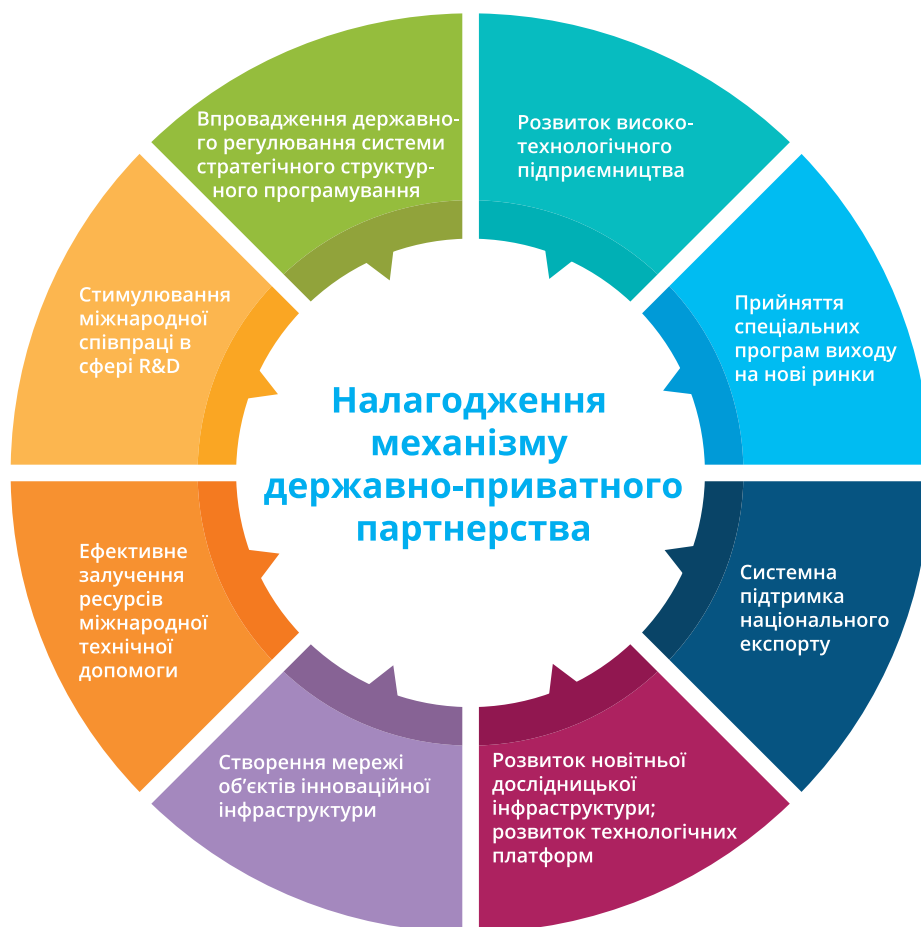 Впровадження державно-
го регулювання системи
стратегічного структур-
ного програмування
Розвиток високо-
технологічного
підприємництва
Прийняття
спеціальних
програм виходу
на нові ринки
Системна
підтримка
національного
експорту
Розвиток новітньої
дослідницької
інфраструктури;
розвиток технологічних
платформ
Створення мережі
об’єктів інноваційної
інфраструктури
Ефективне
залучення
ресурсів
міжнародної
технічної
допомоги
Стимулювання
міжнародної
співпраці в
сфері R&D
Налагодження
механізму
державно-приватного
партнерства